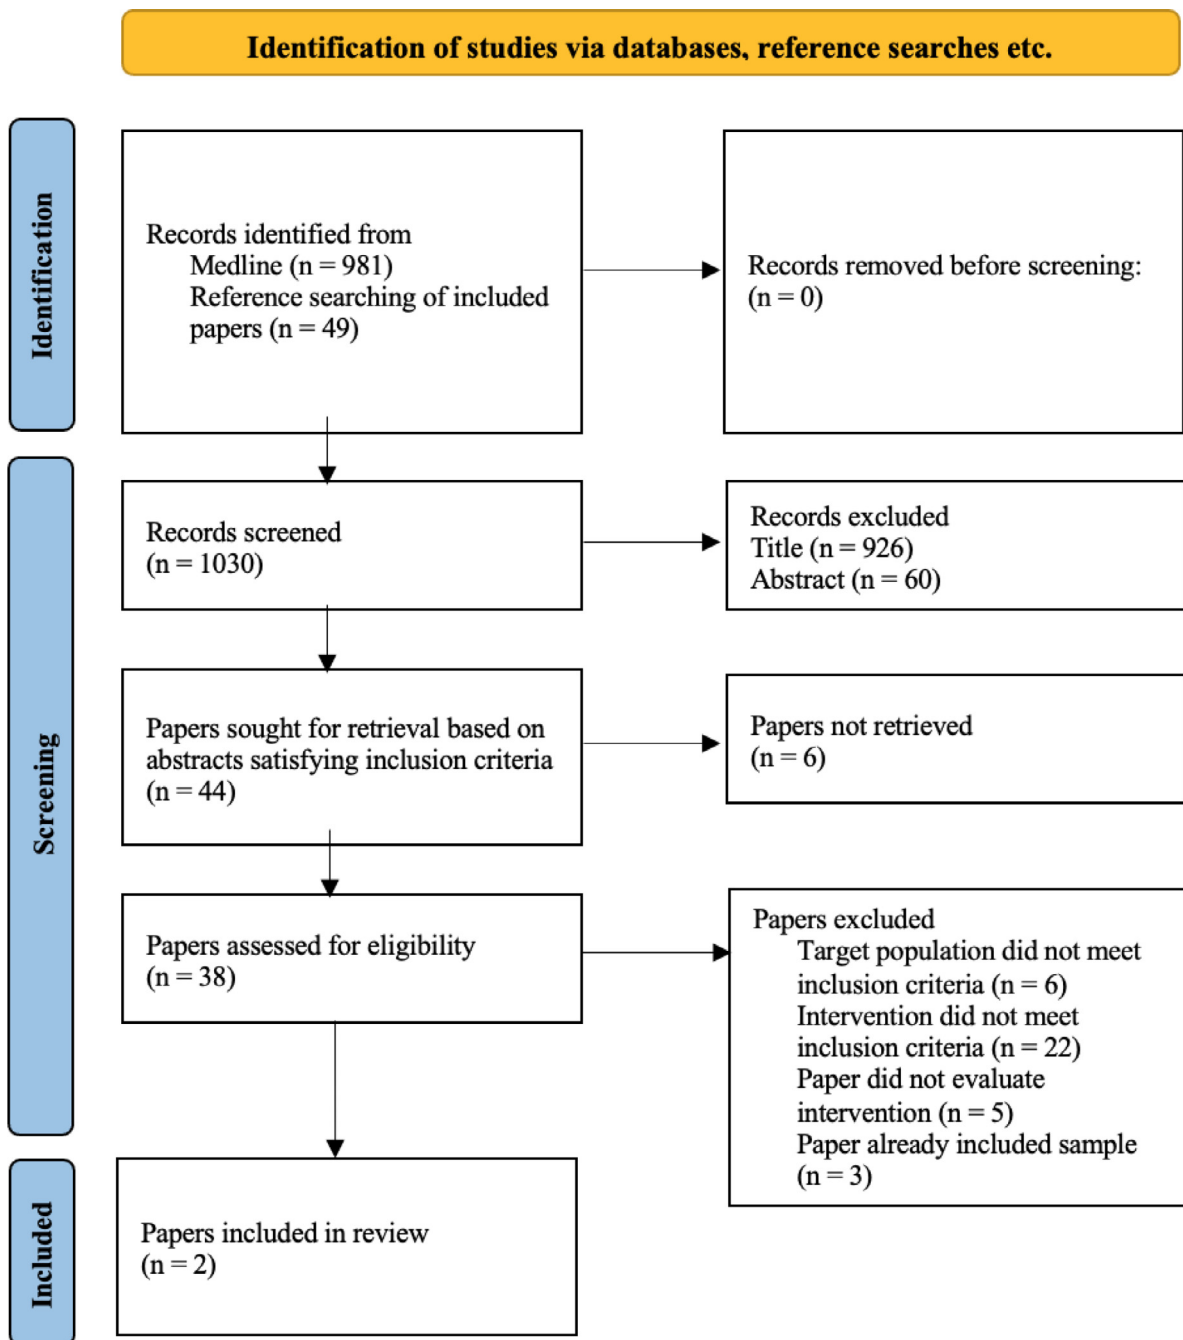 Identification of studies via databases, reference searches etc.
Identification
Records identified from
Medline (n = 981)
Reference searching of included
papers (n = 49)
Records removed before screening:
(n = 0)
Screening
Records screened
(n = 1030)
Records excluded
Title (n = 926)
Abstract (n = 60)
Papers sought for retrieval based on
abstracts satisfying inclusion criteria
(n = 44)
Papers not retrieved
(n = 6)
Papers assessed for eligibility
(n = 38)
Papers excluded
Target population did not meet
inclusion criteria (n = 6)
Intervention did not meet
inclusion criteria (n = 22)
Paper did not evaluate
intervention (n = 5)
Paper already included sample
(n = 3)
Included
Papers included in review
(n = 2)